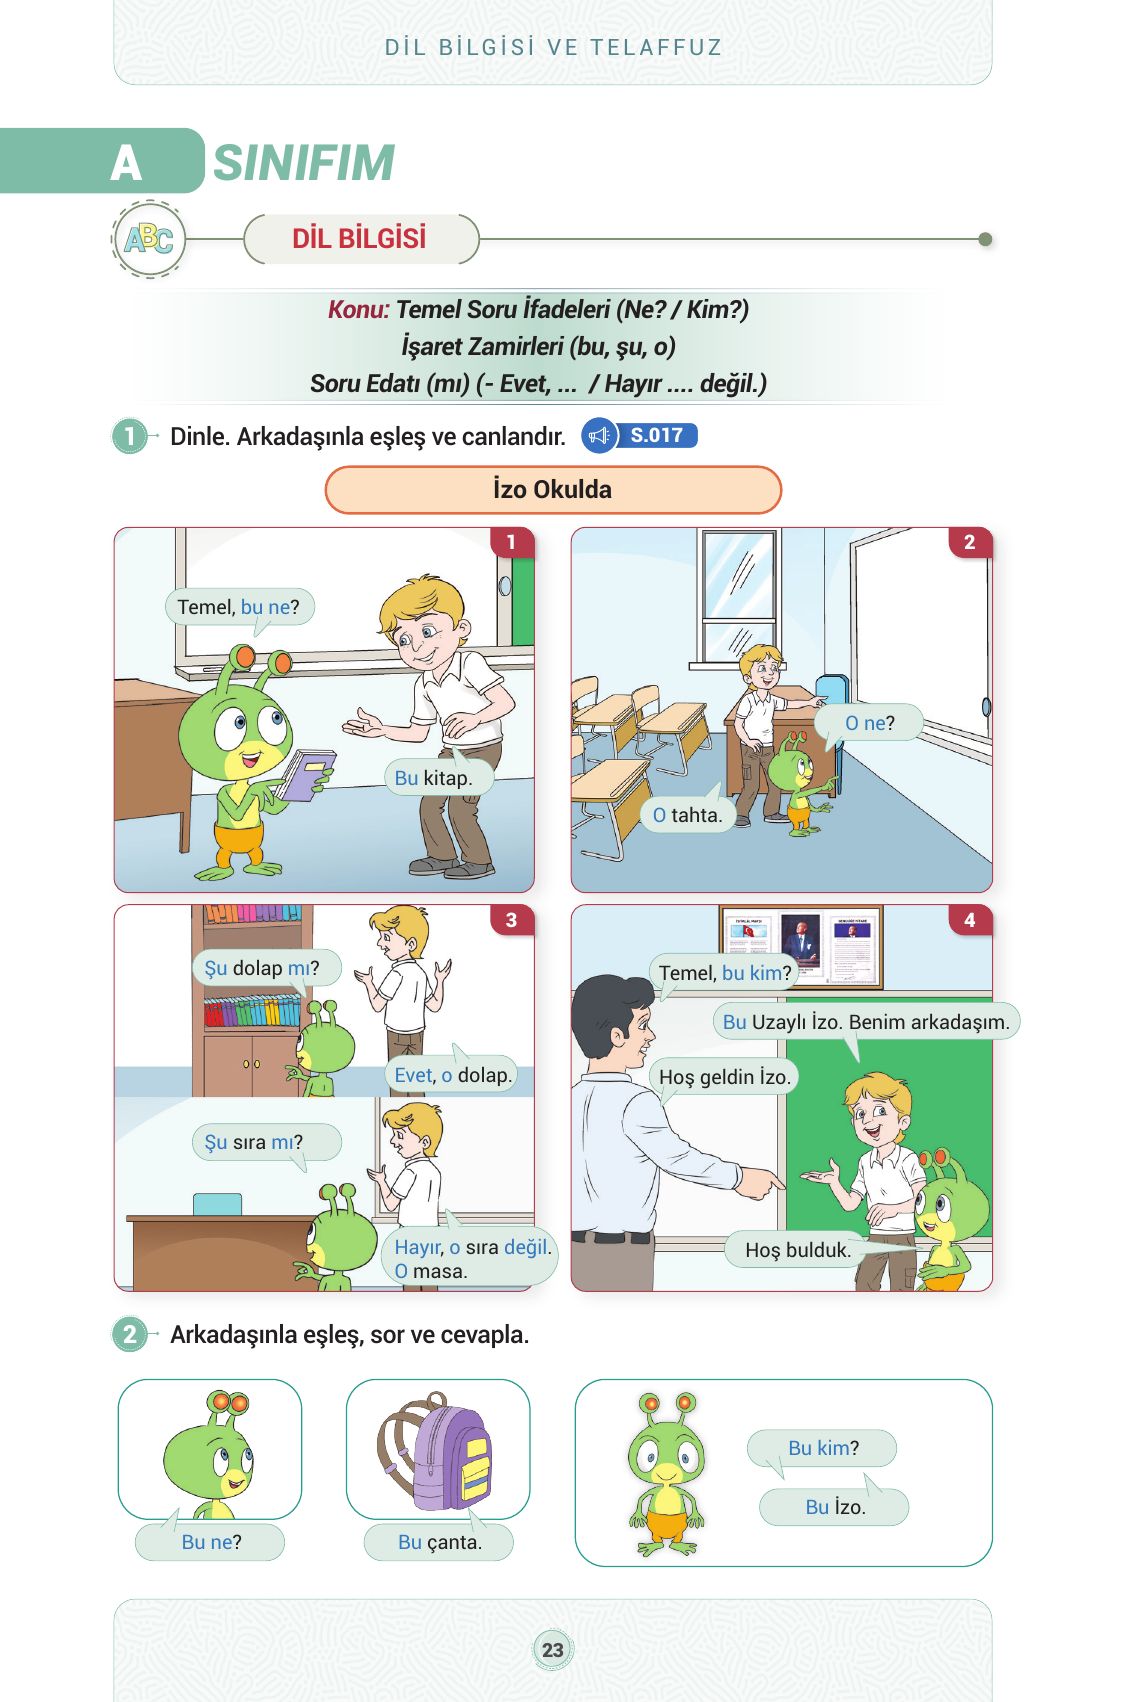 DİL BİLGİSİ VE TELAFFUZ
A SINIFIM
ABC
DİL BİLGİSİ
Konu: Temel Soru İfadeleri (Ne? / Kim?)
İşaret Zamirleri (bu, şu, o)
Soru Edatı (mı) (- Evet, ... / Hayır .... değil.)
1 Dinle. Arkadaşınla eşleş ve canlandır. S.017
İzo Okulda
1
Temel, bu ne?
Bu kitap.
2
O ne?
O tahta.
3
Şu dolap mı?
Evet, o dolap.
Şu sıra mı?
Hayır, o sıra değil.
O masa.
4
Temel, bu kim?
Bu Uzaylı İzo. Benim arkadaşım.
Hoş geldin İzo.
Hoş bulduk.
2 Arkadaşınla eşleş, sor ve cevapla.
Bu ne?
Bu çanta.
Bu kim?
Bu İzo.
23